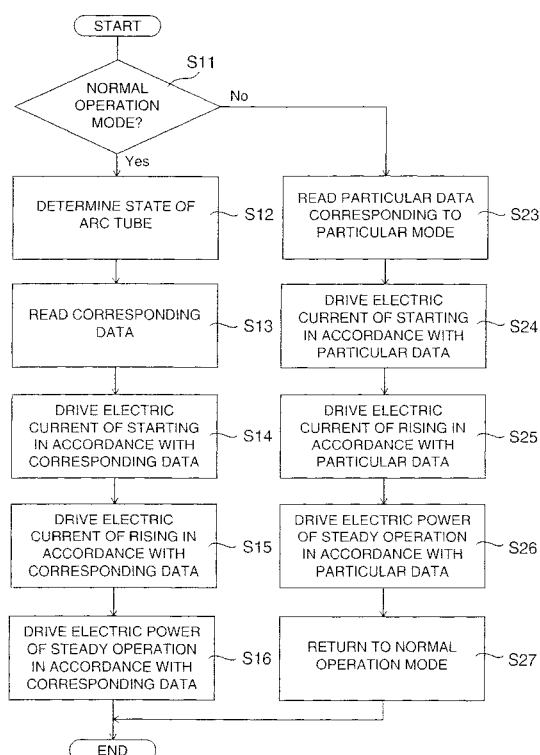 START
S11
NORMAL
OPERATION
MODE?
No
Yes
DETERMINE STATE OF
ARC TUBE
S12
READ PARTICULAR DATA
CORRESPONDING TO
PARTICULAR MODE
S23
READ CORRESPONDING
DATA
S13
DRIVE ELECTRIC
CURRENT OF STARTING
IN ACCORDANCE WITH
PARTICULAR DATA
S24
DRIVE ELECTRIC
CURRENT OF STARTING
IN ACCORDANCE WITH
CORRESPONDING DATA
S14
DRIVE ELECTRIC
CURRENT OF RISING IN
ACCORDANCE WITH
PARTICULAR DATA
S25
DRIVE ELECTRIC
CURRENT OF RISING IN
ACCORDANCE WITH
CORRESPONDING DATA
S15
DRIVE ELECTRIC POWER
OF STEADY OPERATION
IN ACCORDANCE WITH
PARTICULAR DATA
S26
DRIVE ELECTRIC POWER
OF STEADY OPERATION
IN ACCORDANCE WITH
CORRESPONDING DATA
S16
RETURN TO NORMAL
OPERATION MODE
S27
END